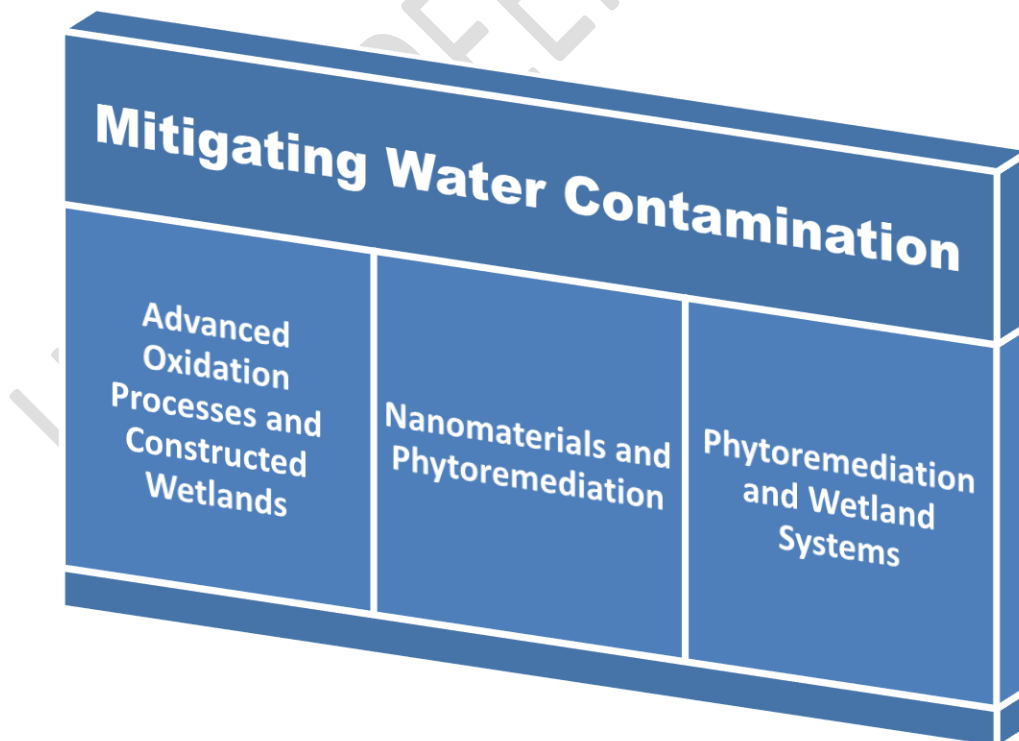 Mitigating Water Contamination
Advanced
Oxidation
Processes and
Constructed
Wetlands
Nanomaterials and
Phytoremediation
Phytoremediation
and Wetland
Systems